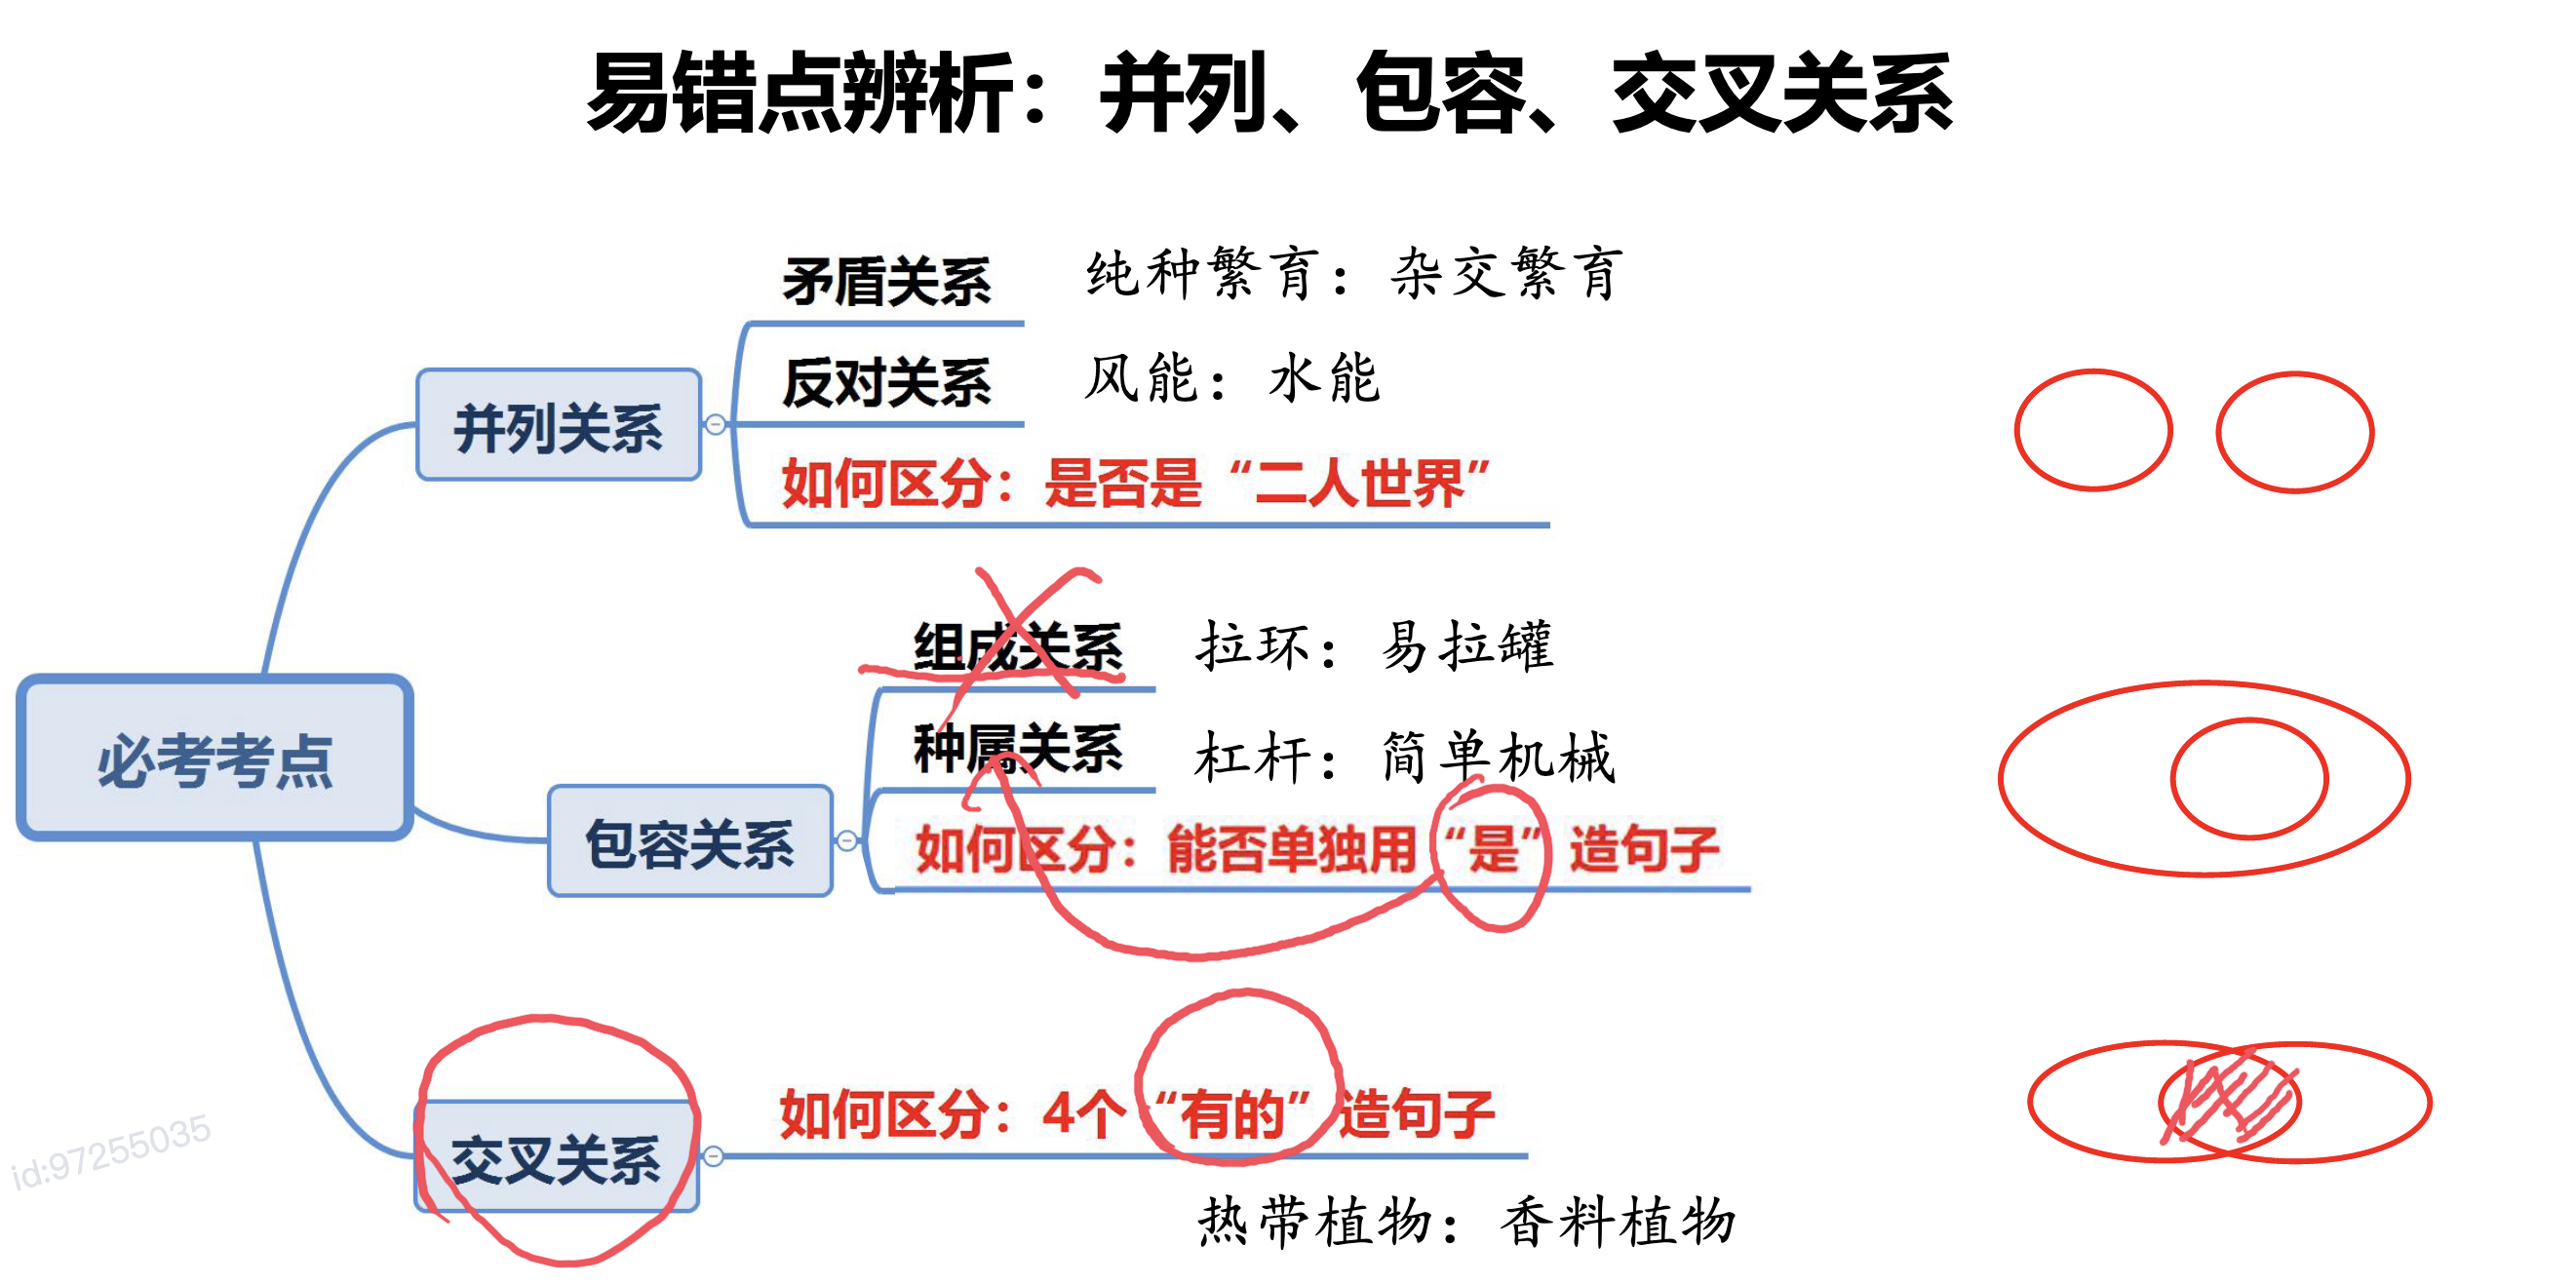 易错点辨析：并列、包容、交叉关系
矛盾关系 纯种繁育：杂交繁育
反对关系 风能：水能
并列关系
如何区分：是否是“二人世界”
组成关系 拉环：易拉罐
种属关系 杠杆：简单机械
必考考点
包容关系
如何区分：能否单独用“是”造句子
如何区分：4个“有的”造句子
交叉关系
热带植物：香料植物
id:97255035